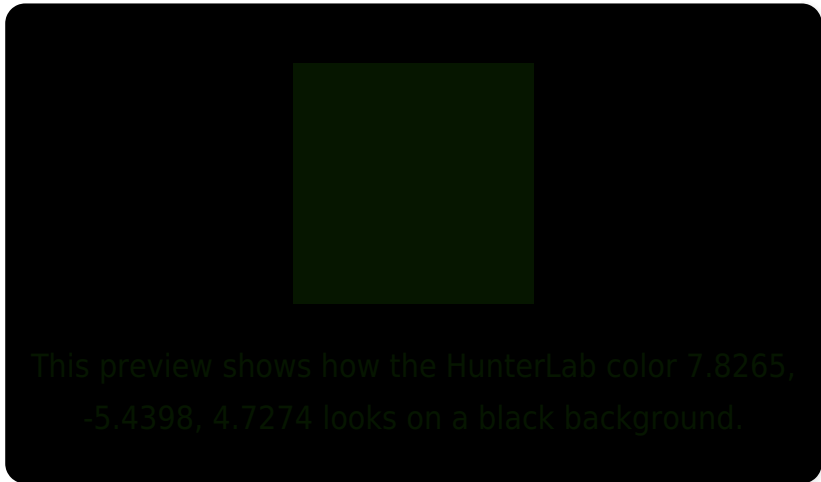 This preview shows how the HunterLab color 7.8265,
-5.4398, 4.7274 looks on a black background.